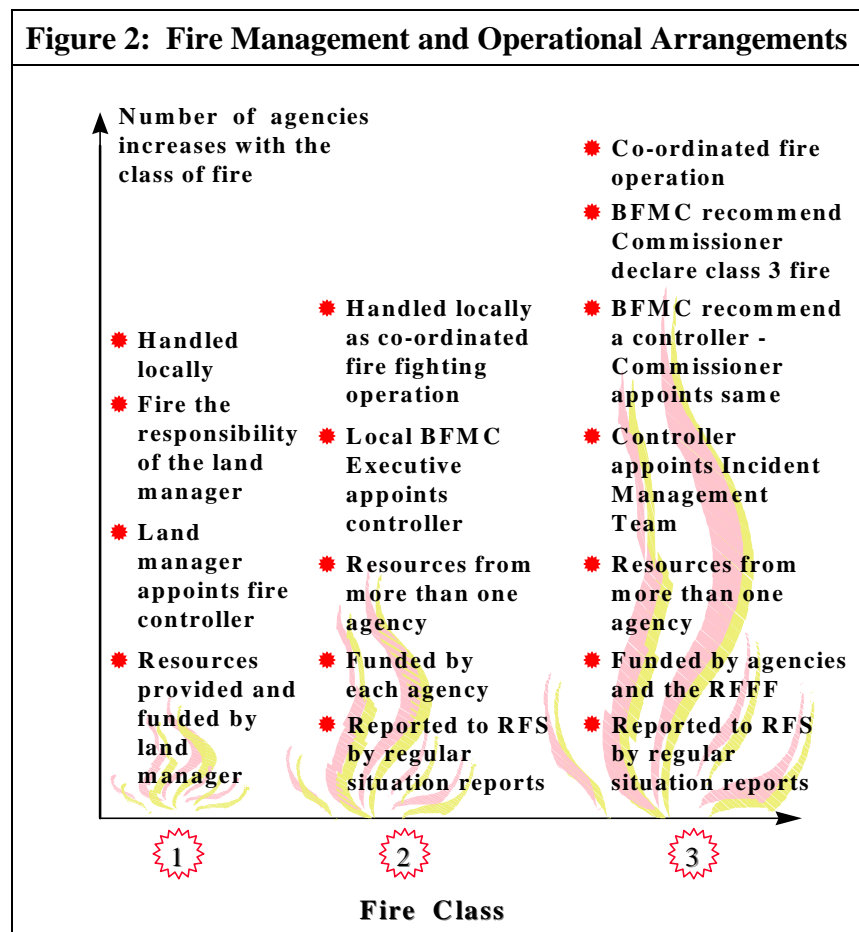 Figure 2: Fire Management and Operational Arrangements
Number of agencies
increases with the
class of fire
Handled
locally
Fire the
responsibility
of the land
manager
Land
manager
appoints fire
controller
Resources
provided and
funded by
land
manager
Handled locally
as co-ordinated
fire fighting
operation
Local BFMC
Executive
appoints
controller
Resources from
more than one
agency
Funded by
each agency
Reported to RFS
by regular
situation reports
Co-ordinated fire
operation
BFMC recommend
Commissioner
declare class 3 fire
BFMC recommend
a controller -
Commissioner
appoints same
Controller
appoints Incident
Management
Team
Resources from
more than one
agency
Funded by agencies
and the RFFF
Reported to RFS
by regular
situation reports
1
2
3
Fire Class